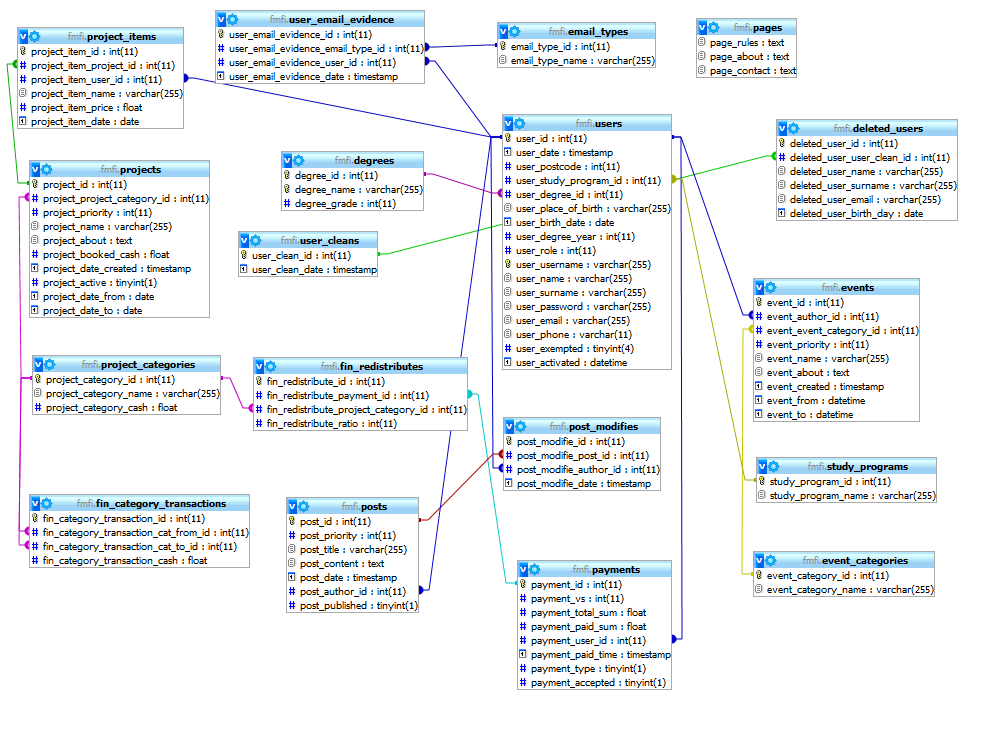 fmfi.project_items
project_item_id : int(11)
project_item_project_id : int(11)
project_item_user_id : int(11)
project_item_name : varchar(255)
project_item_price : float
project_item_date : date
fmfi.user_email_evidence
user_email_evidence_id : int(11)
user_email_evidence_email_type_id : int(11)
user_email_evidence_user_id : int(11)
user_email_evidence_date : timestamp
fmfi.email_types
email_type_id : int(11)
email_type_name : varchar(255)
fmfi.pages
page_rules : text
page_about : text
page_contact : text
fmfi.users
user_id : int(11)
user_date : timestamp
user_postcode : int(11)
user_study_program_id : int(11)
user_degree_id : int(11)
user_place_of_birth : varchar(255)
user_birth_date : date
user_degree_year : int(11)
user_role : int(11)
user_username : varchar(255)
user_name : varchar(255)
user_surname : varchar(255)
user_password : varchar(255)
user_email : varchar(255)
user_phone : varchar(11)
user_exempted : tinyint(4)
user_activated : datetime
fmfi.deleted_users
deleted_user_id : int(11)
deleted_user_user_clean_id : int(11)
deleted_user_name : varchar(255)
deleted_user_surname : varchar(255)
deleted_user_email : varchar(255)
deleted_user_birth_day : date
fmfi.degrees
degree_id : int(11)
degree_name : varchar(255)
degree_grade : int(11)
fmfi.projects
project_id : int(11)
project_project_category_id : int(11)
project_priority : int(11)
project_name : varchar(255)
project_about : text
project_booked_cash : float
project_date_created : timestamp
project_active : tinyint(1)
project_date_from : date
project_date_to : date
fmfi.user_cleans
user_clean_id : int(11)
user_clean_date : timestamp
fmfi.events
event_id : int(11)
event_author_id : int(11)
event_event_category_id : int(11)
event_priority : int(11)
event_name : varchar(255)
event_about : text
event_created : timestamp
event_from : datetime
event_to : datetime
fmfi.project_categories
project_category_id : int(11)
project_category_name : varchar(255)
project_category_cash : float
fmfi.fin_redistributes
fin_redistribute_id : int(11)
fin_redistribute_payment_id : int(11)
fin_redistribute_project_category_id : int(11)
fin_redistribute_ratio : int(11)
fmfi.post_modifies
post_modifie_id : int(11)
post_modifie_post_id : int(11)
post_modifie_author_id : int(11)
post_modifie_date : timestamp
fmfi.study_programs
study_program_id : int(11)
study_program_name : varchar(255)
fmfi.fin_category_transactions
fin_category_transaction_id : int(11)
fin_category_transaction_cat_from_id : int(11)
fin_category_transaction_cat_to_id : int(11)
fin_category_transaction_cash : float
fmfi.posts
post_id : int(11)
post_priority : int(11)
post_title : varchar(255)
post_content : text
post_date : timestamp
post_author_id : int(11)
post_published : tinyint(1)
fmfi.payments
payment_id : int(11)
payment_vs : int(11)
payment_total_sum : float
payment_paid_sum : float
payment_user_id : int(11)
payment_paid_time : timestamp
payment_type : tinyint(1)
payment_accepted : tinyint(1)
fmfi.event_categories
event_category_id : int(11)
event_category_name : varchar(255)